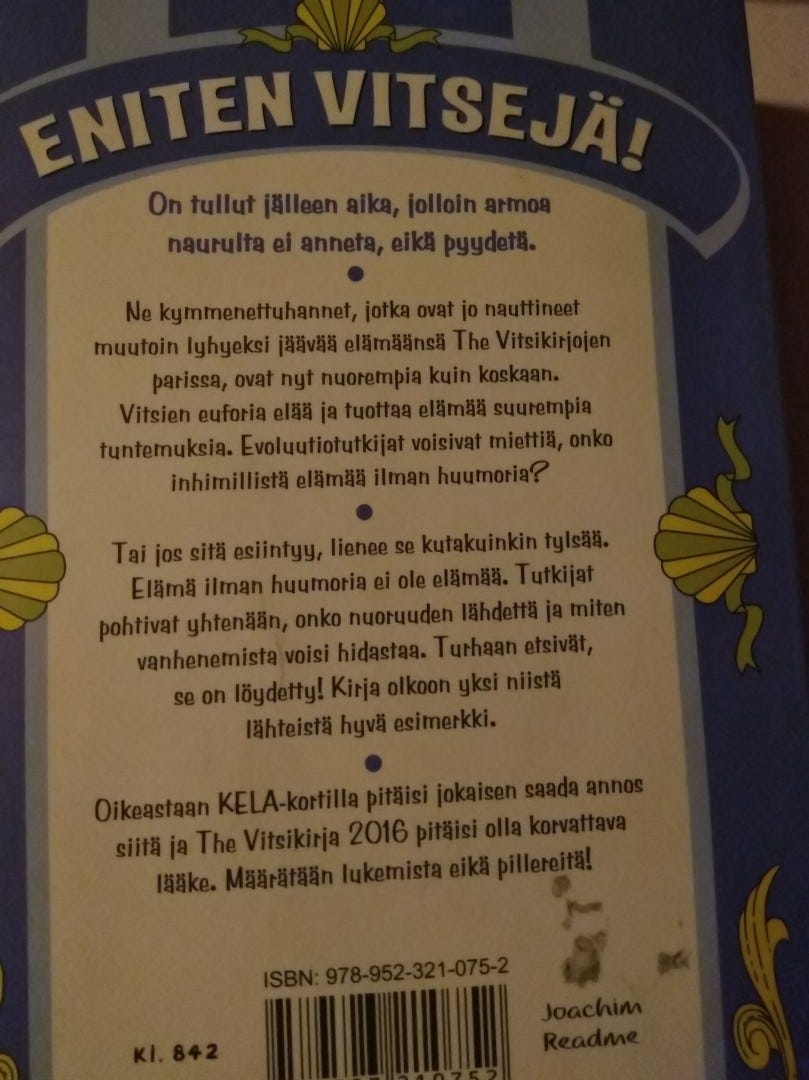 ENITEN VITSEJÄ!
On tullut jälleen aika, jolloin armoa
naurulta ei anneta, eikä pyydetä.
Ne kymmenettuhannet, jotka ovat jo nauttineet
muutoin lyhyeksi jäävää elämäänsä The Vitsikirjojen
parissa, ovat nyt nuorempia kuin koskaan.
Vitsien euforia elää ja tuottaa elämää suurempia
tuntemuksia. Evoluutiotutkijat voisivat miettiä, onko
inhimillistä elämää ilman huumoria?
Tai jos sitä esiintyy, lienee se kutakuinkin tylsää.
Elämä ilman huumoria ei ole elämää. Tutkijat
pohtivat yhtenään, onko nuoruuden lähdettä ja miten
vanhenemista voisi hidastaa. Turhaan etsivät,
se on löydetty! Kirja olkoon yksi niistä
lähteistä hyvä esimerkki.
Oikeastaan KELA-kortilla pitäisi jokaisen saada annos
siitä ja The Vitsikirja 2016 pitäisi olla korvattava
lääke. Määrätään lukemista eikä pillereitä!
ISBN: 978-952-321-075-2
Joachim
Readme
Kl. 842